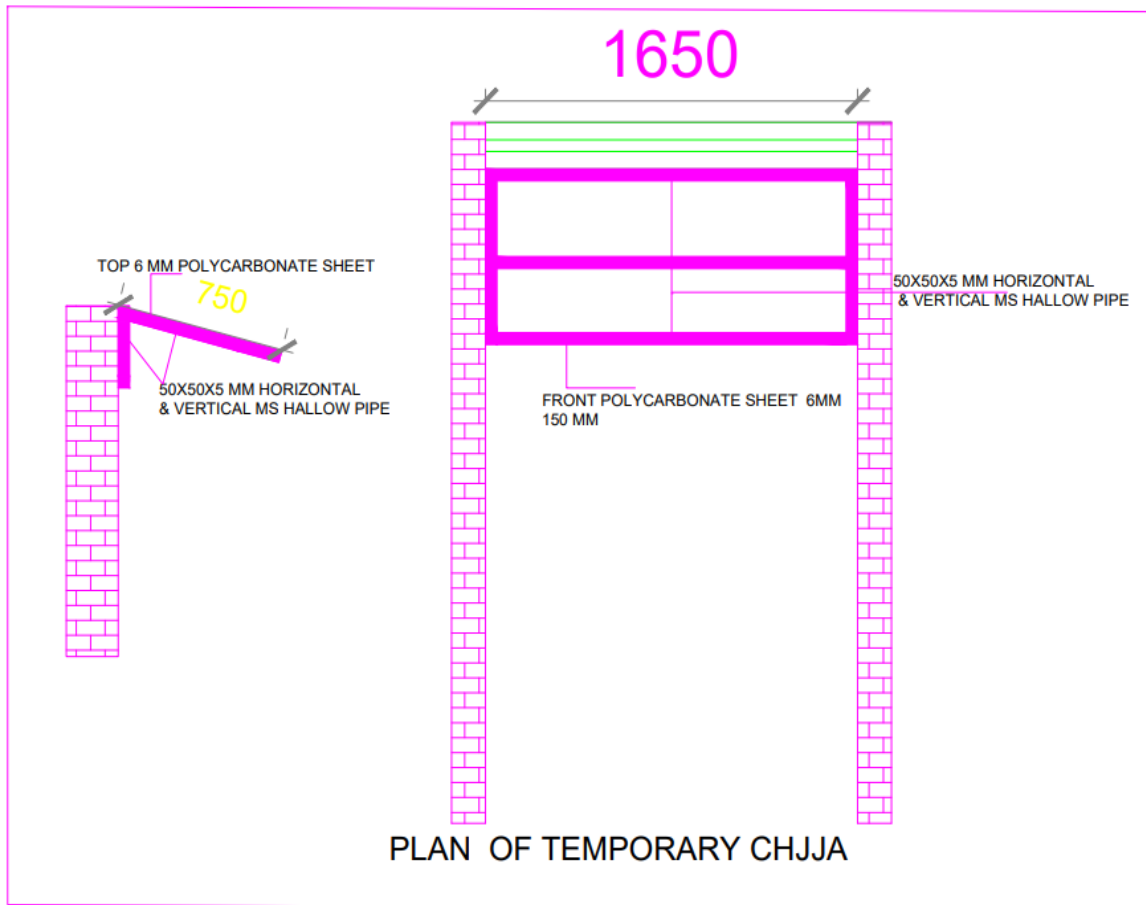 1650
TOP 6 MM POLYCARBONATE SHEET
750
50X50X5 MM HORIZONTAL
& VERTICAL MS HALLOW PIPE
50X50X5 MM HORIZONTAL
& VERTICAL MS HALLOW PIPE
FRONT POLYCARBONATE SHEET 6MM
150 MM
PLAN OF TEMPORARY CHJJA